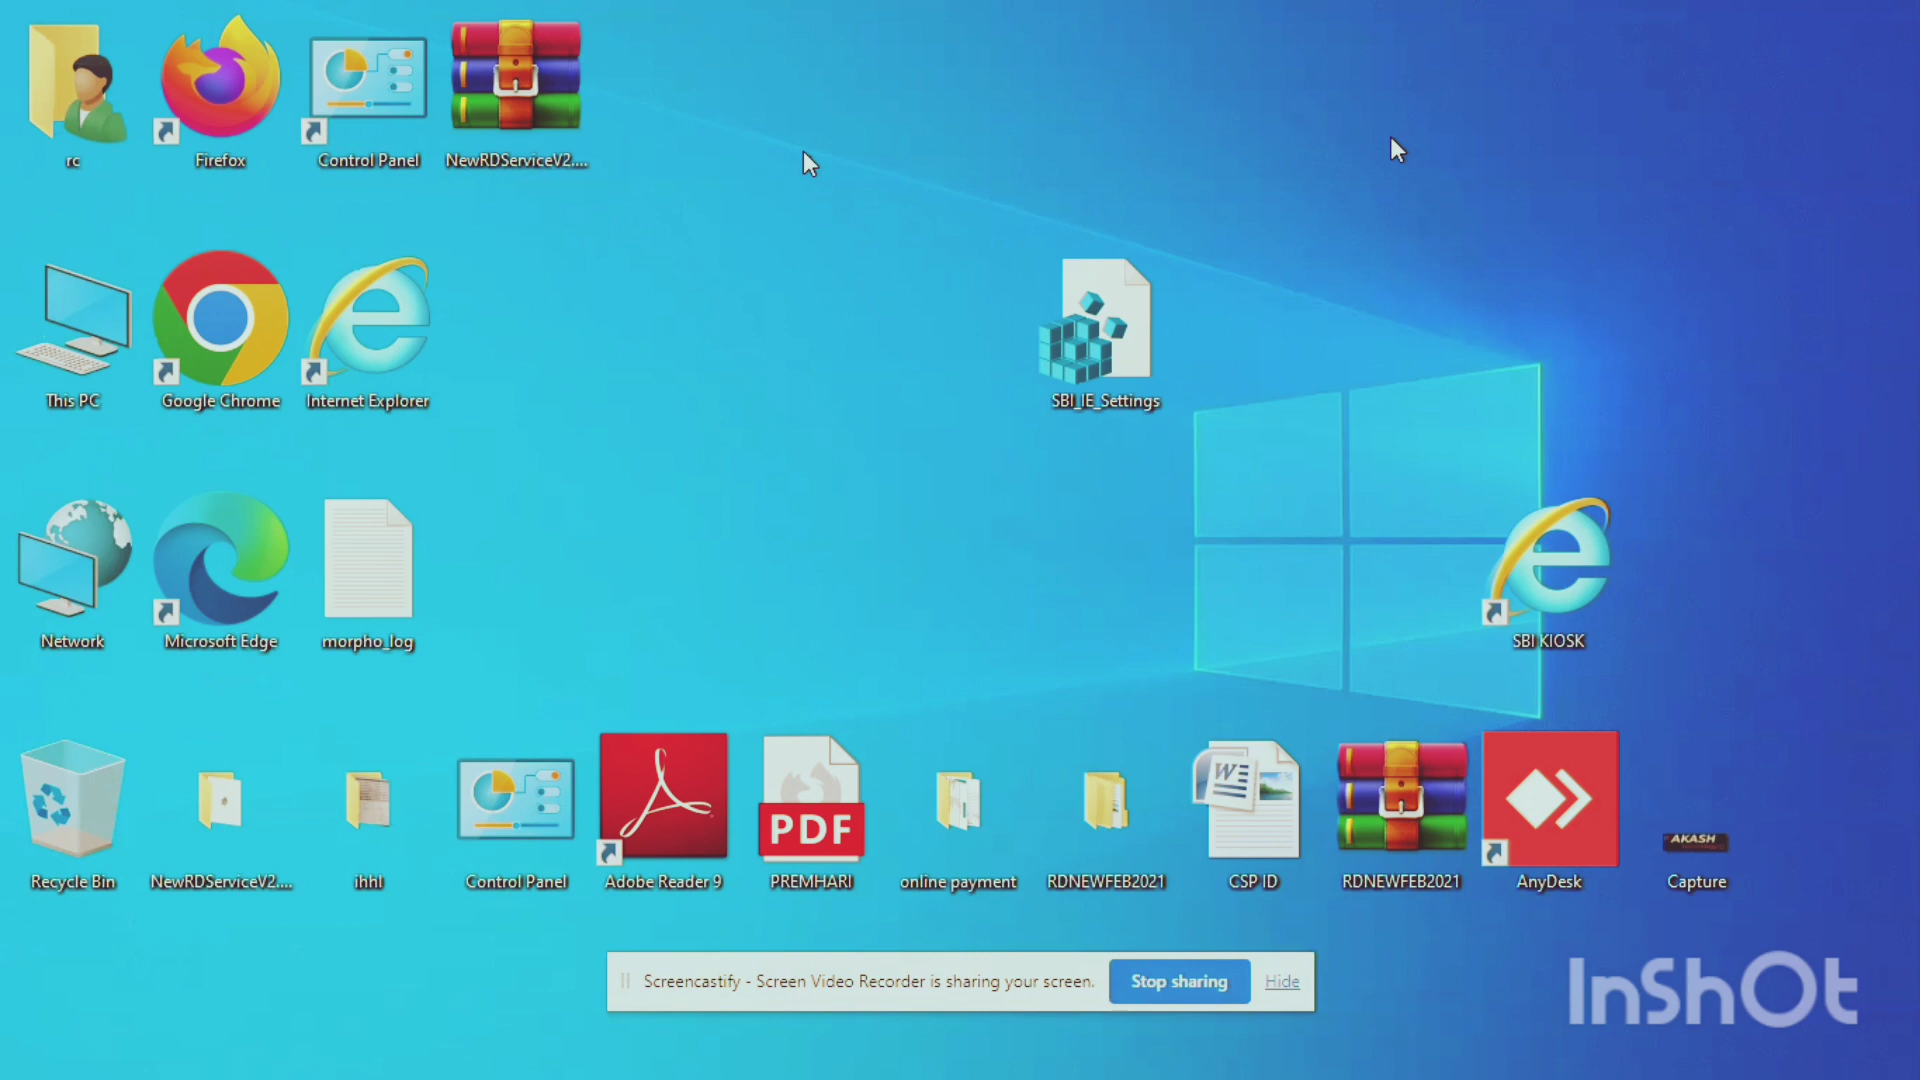 rc
Firefox
Control Panel
NewRDServiceV2....
This PC
Google Chrome
Internet Explorer
SBI_IE_Settings
Network
Microsoft Edge
morpho_log
SBI KIOSK
W
PDF
AKASH
Recycle Bin
NewRDServiceV2....
ihhl
Control Panel
Adobe Reader 9
PREMHARI
online payment
RDNEWFEB2021
CSP ID
RDNEWFEB2021
AnyDesk
Capture
Screencastify - Screen Video Recorder is sharing your screen.
Stop sharing
Hide
InShOt